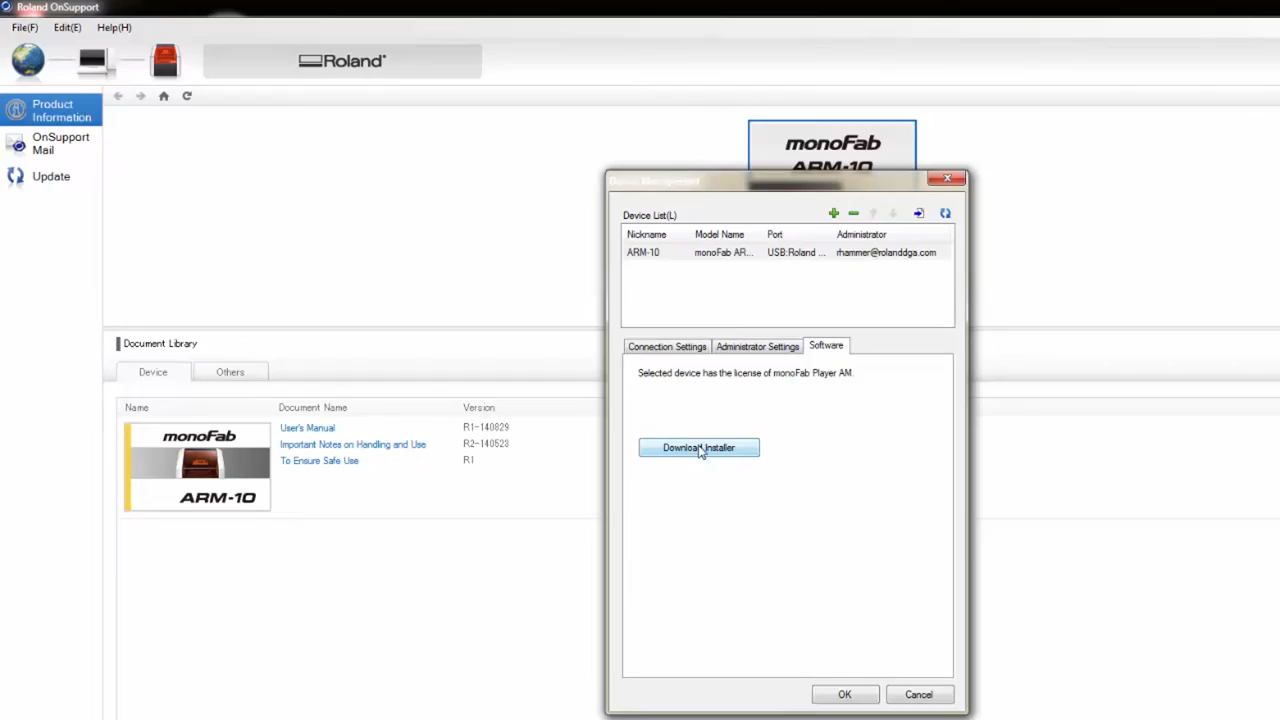 Roland OnSupport
File(F) Edit(E) Help(H)
Roland
Product
Information
OnSupport
Mail
Update
monoFab
ARM-10
Device List(L)
Nickname Model Name Port Administrator
ARM-10 monoFab AR... USB:Roland ... rhammer@rolanddga.com
Connection Settings Administrator Settings Software
Selected device has the license of monoFab Player AM.
Download Installer
OK Cancel
Document Library
Device Others
Name Document Name Version
monoFab
ARM-10
User's Manual R1-140829
Important Notes on Handling and Use R2-140523
To Ensure Safe Use R1